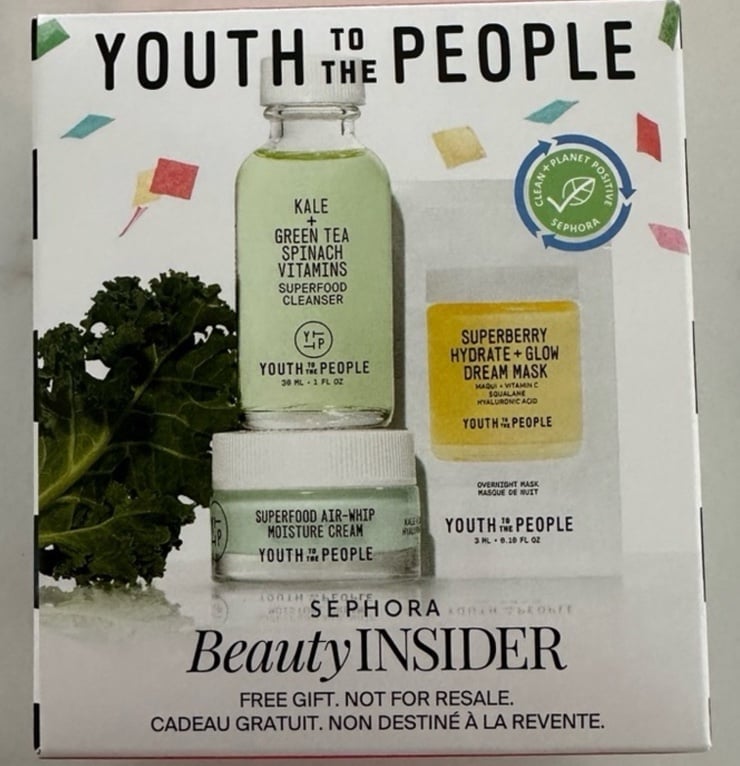 YOUTH TO THE PEOPLE
CLEAN + PLANET POSITIVE
SEPHORA
KALE
+
GREEN TEA
SPINACH
VITAMINS
SUPERFOOD
CLEANSER
Y T T P
YOUTH TO THE PEOPLE
30 ML • 1 FL OZ
SUPERBERRY
HYDRATE + GLOW
DREAM MASK
MAQUI + VITAMIN C
SQUALANE
HYALURONIC ACID
YOUTH TO THE PEOPLE
OVERNIGHT MASK
MASQUE DE NUIT
YOUTH TO THE PEOPLE
3 ML • 0.10 FL OZ
SUPERFOOD AIR-WHIP
MOISTURE CREAM
YOUTH TO THE PEOPLE
SEPHORA
Beauty INSIDER
FREE GIFT. NOT FOR RESALE.
CADEAU GRATUIT. NON DESTINÉ À LA REVENTE.